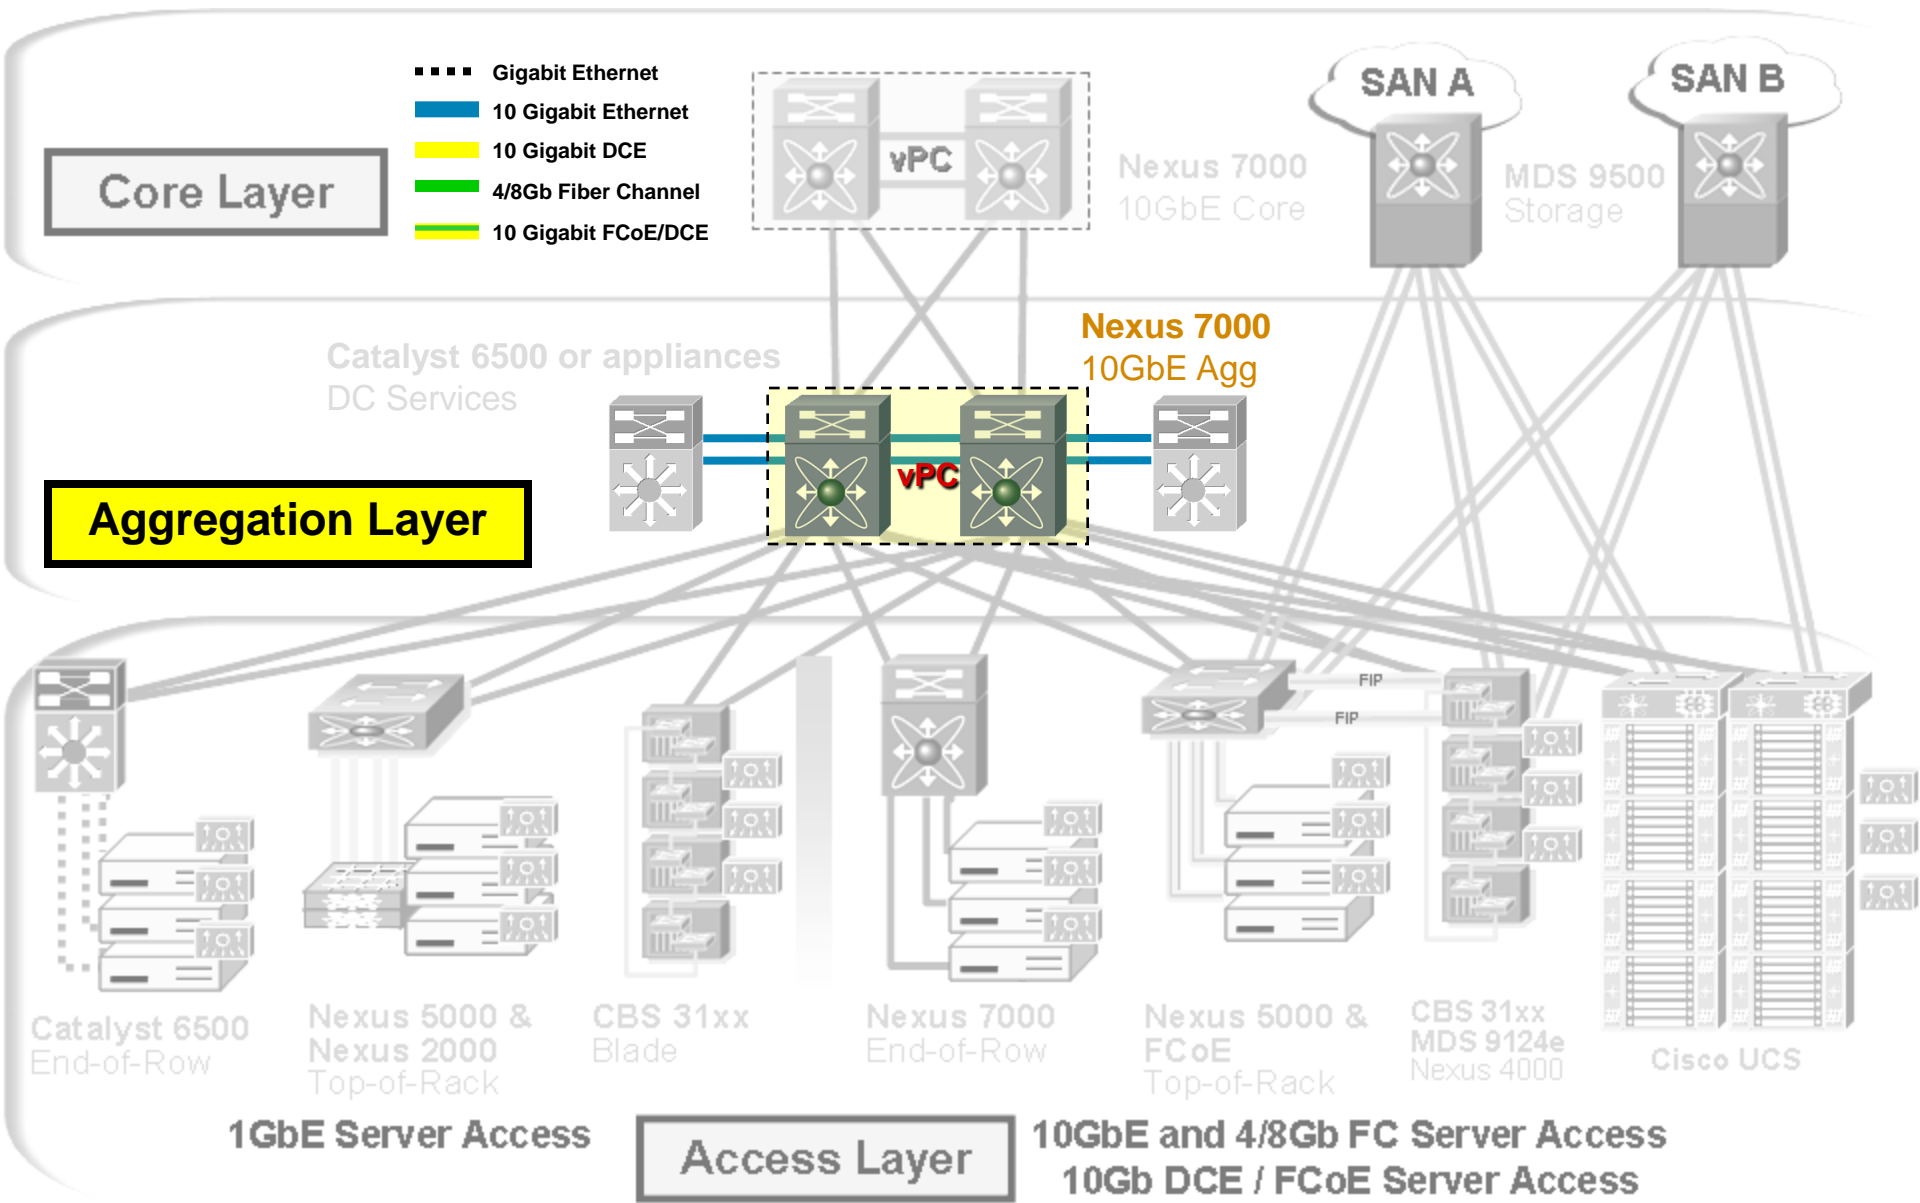 Gigabit Ethernet
10 Gigabit Ethernet
10 Gigabit DCE
4/8Gb Fiber Channel
10 Gigabit FCoE/DCE
Core Layer
vPC
Nexus 7000
10GbE Core
SAN A
SAN B
MDS 9500
Storage
Catalyst 6500 or appliances
DC Services
Nexus 7000
10GbE Agg
vPC
Aggregation Layer
FIP
FIP
Catalyst 6500
End-of-Row
Nexus 5000 &
Nexus 2000
Top-of-Rack
CBS 31xx
Blade
Nexus 7000
End-of-Row
Nexus 5000 &
FCoE
Top-of-Rack
CBS 31xx
MDS 9124e
Nexus 4000
Cisco UCS
1GbE Server Access
Access Layer
10GbE and 4/8Gb FC Server Access
10Gb DCE / FCoE Server Access